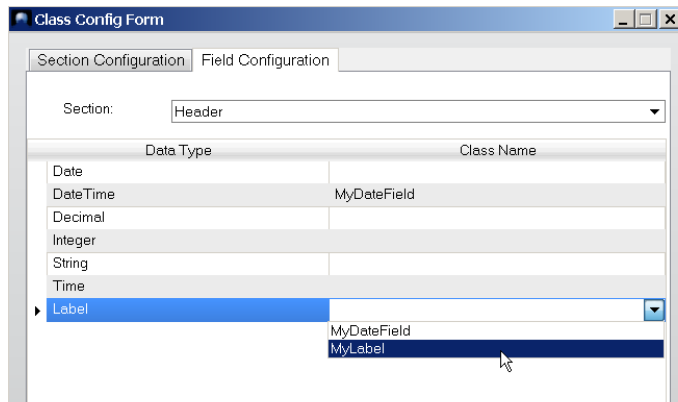 Class Config Form
Section Configuration Field Configuration
Section: Header
Data Type Class Name
Date
DateTime MyDateField
Decimal
Integer
String
Time
Label
MyDateField
MyLabel